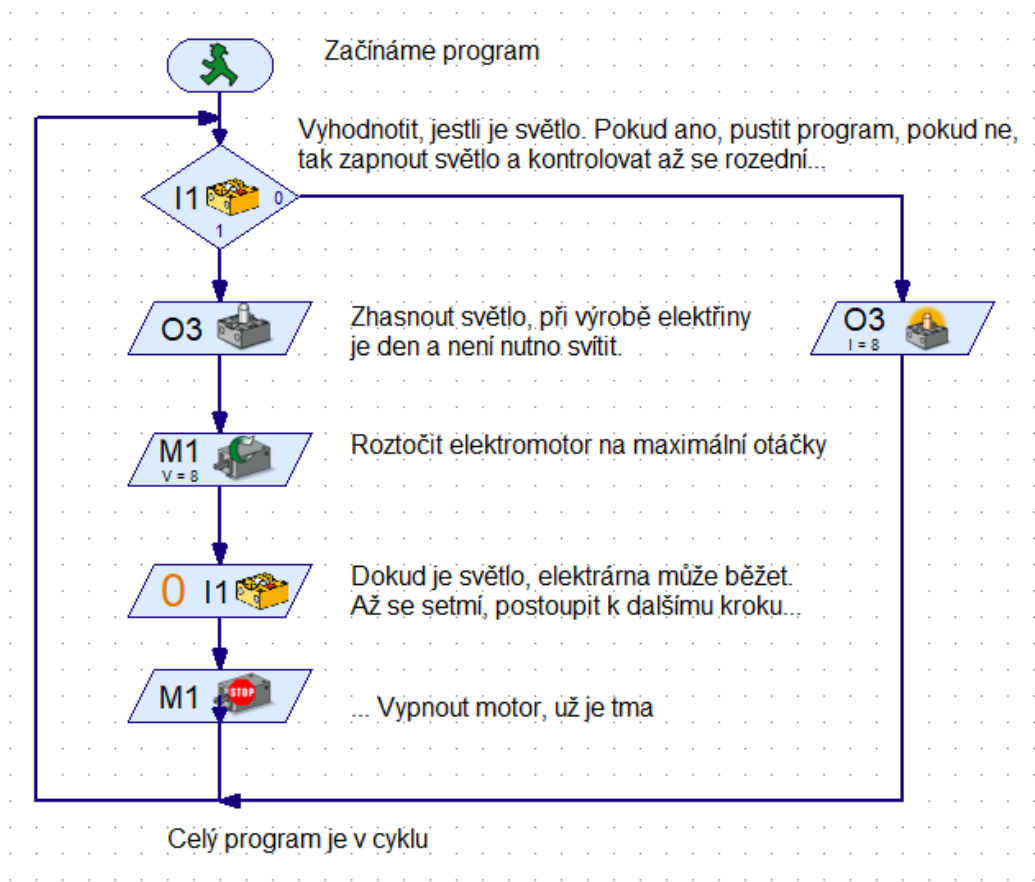 Začínáme program
Vyhodnotit, jestli je světlo. Pokud ano, pustit program, pokud ne,
tak zapnout světlo a kontrolovat až se rozední...
I1
0
1
O3
Zhasnout světlo, při výrobě elektřiny
je den a není nutno svítit.
O3
I = 8
M1
V = 8
Roztočit elektromotor na maximální otáčky
0 I1
Dokud je světlo, elektrárna může běžet.
Až se setmí, postoupit k dalšímu kroku...
M1
STOP
... Vypnout motor, už je tma
Celý program je v cyklu